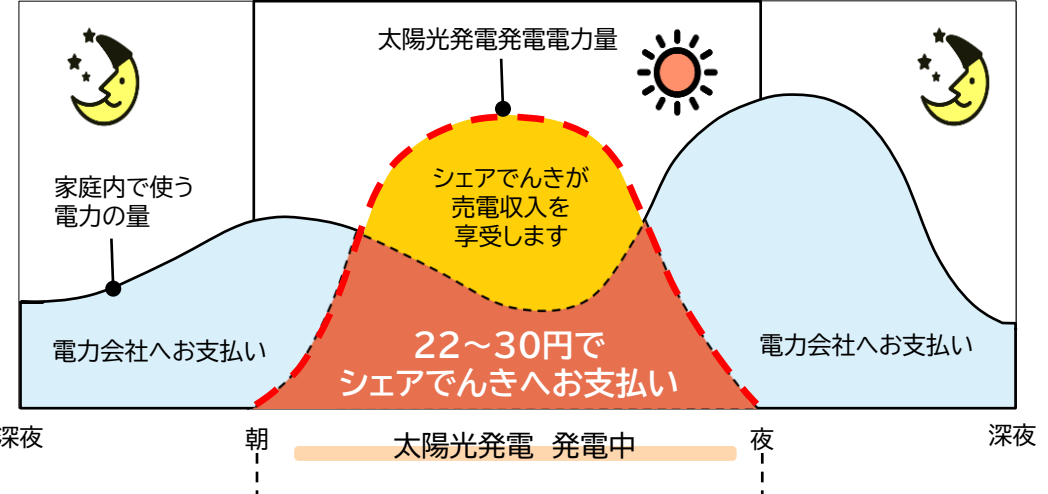 太陽光発電発電電力量
家庭内で使う
電力の量
シェアでんきが
売電収入を
享受します
電力会社へお支払い
22～30円で
シェアでんきへお支払い
電力会社へお支払い
深夜
朝
太陽光発電 発電中
夜
深夜